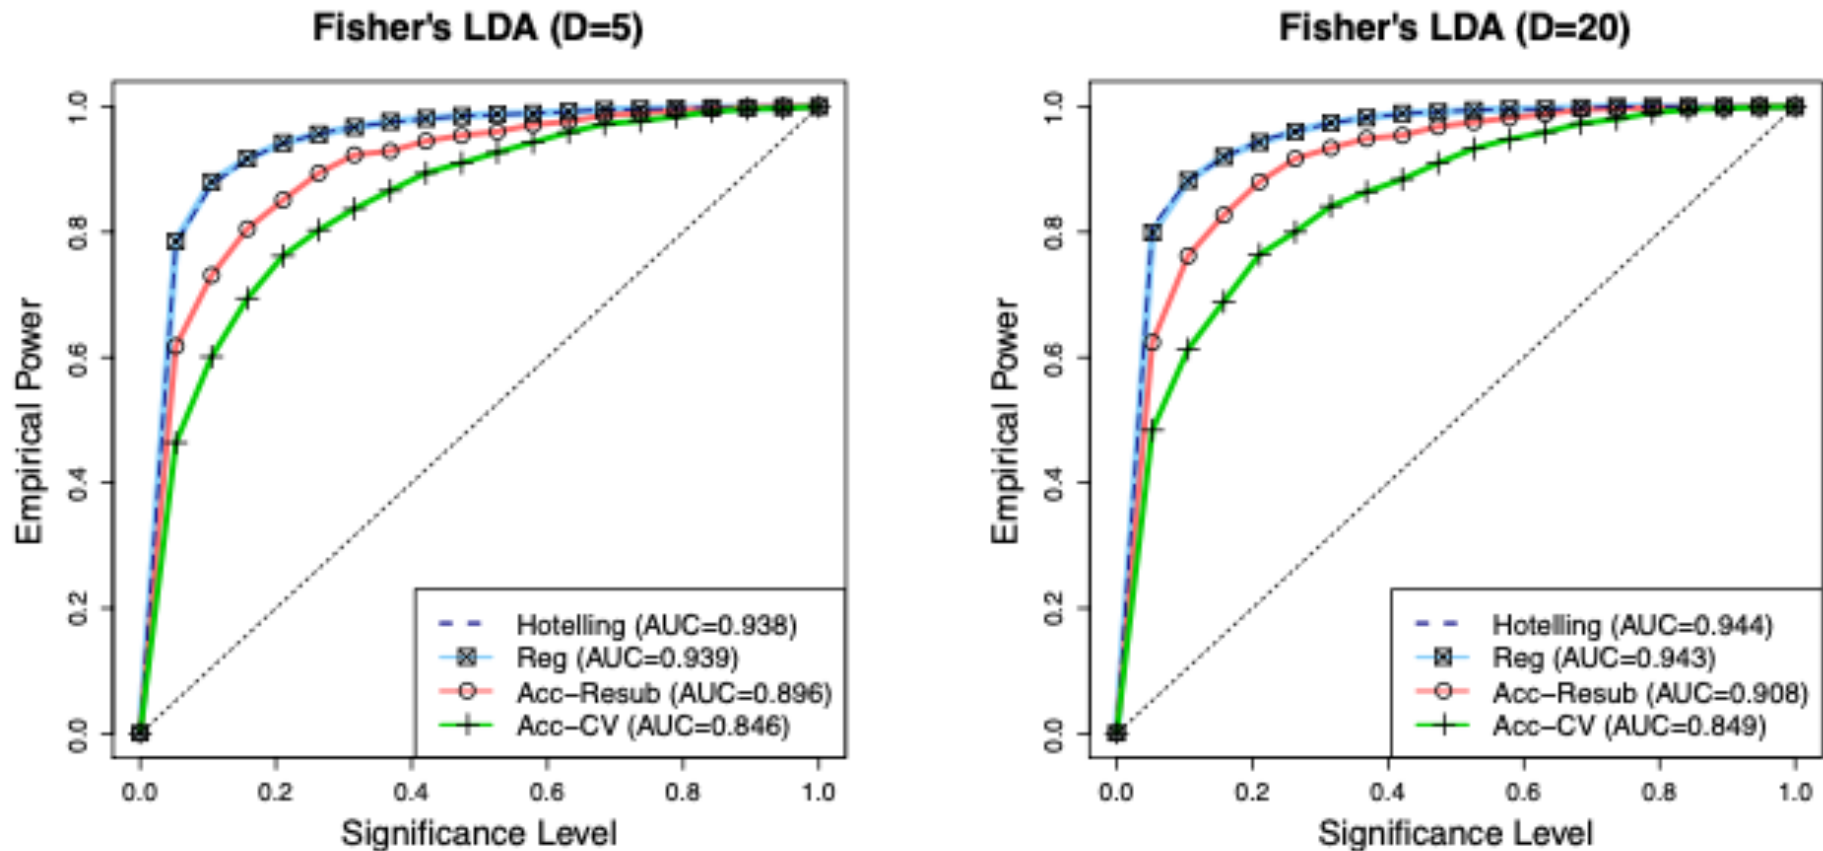 Fisher's LDA (D=5)
Empirical Power
1.0
0.8
0.6
0.4
0.2
0.0
Hotelling (AUC=0.938)
Reg (AUC=0.939)
Acc-Resub (AUC=0.896)
Acc-CV (AUC=0.846)
0.0 0.2 0.4 0.6 0.8 1.0
Significance Level
Fisher's LDA (D=20)
Empirical Power
1.0
0.8
0.6
0.4
0.2
0.0
Hotelling (AUC=0.944)
Reg (AUC=0.943)
Acc-Resub (AUC=0.908)
Acc-CV (AUC=0.849)
0.0 0.2 0.4 0.6 0.8 1.0
Significance Level